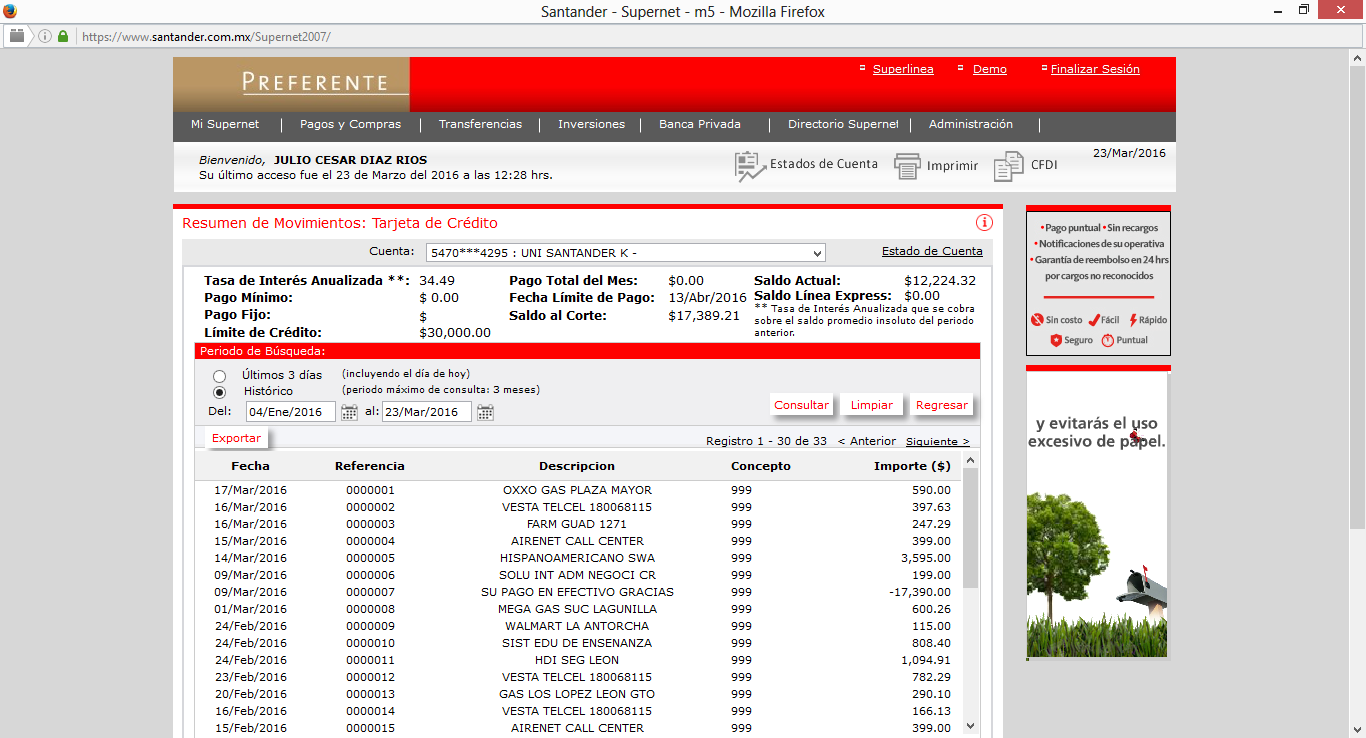 Santander - Supernet - m5 - Mozilla Firefox
https://www.santander.com.mx/Supernet2007/
PREFERENTE
Superlinea Demo Finalizar Sesión
Mi Supernet | Pagos y Compras | Transferencias | Inversiones | Banca Privada | Directorio Supernet | Administración |
Bienvenido, JULIO CESAR DIAZ RIOS
Su último acceso fue el 23 de Marzo del 2016 a las 12:28 hrs.
Estados de Cuenta Imprimir CFDI
23/Mar/2016
Resumen de Movimientos: Tarjeta de Crédito
Cuenta: 5470***4295 : UNI SANTANDER K - Estado de Cuenta
Tasa de Interés Anualizada **: 34.49 Pago Total del Mes: $0.00 Saldo Actual: $12,224.32
Pago Mínimo: $ 0.00 Fecha Límite de Pago: 13/Abr/2016 Saldo Línea Express: $0.00
Pago Fijo: $ Saldo al Corte: $17,389.21
Límite de Crédito: $30,000.00
** Tasa de Interés Anualizada que se cobra
sobre el saldo promedio insoluto del periodo
anterior.
Periodo de Búsqueda:
Últimos 3 días (incluyendo el día de hoy)
Histórico (periodo máximo de consulta: 3 meses)
Del: 04/Ene/2016 al: 23/Mar/2016
Consultar Limpiar Regresar
Exportar
Registro 1 - 30 de 33 < Anterior Siguiente >
Fecha Referencia Descripcion Concepto Importe ($)
17/Mar/2016 0000001 OXXO GAS PLAZA MAYOR 999 590.00
16/Mar/2016 0000002 VESTA TELCEL 180068115 999 397.63
16/Mar/2016 0000003 FARM GUAD 1271 999 247.29
15/Mar/2016 0000004 AIRENET CALL CENTER 999 399.00
14/Mar/2016 0000005 HISPANOAMERICANO SWA 999 3,595.00
09/Mar/2016 0000006 SOLU INT ADM NEGOCI CR 999 199.00
09/Mar/2016 0000007 SU PAGO EN EFECTIVO GRACIAS 999 -17,390.00
01/Mar/2016 0000008 MEGA GAS SUC LAGUNILLA 999 600.26
24/Feb/2016 0000009 WALMART LA ANTORCHA 999 115.00
24/Feb/2016 0000010 SIST EDU DE ENSENANZA 999 808.40
24/Feb/2016 0000011 HDI SEG LEON 999 1,094.91
23/Feb/2016 0000012 VESTA TELCEL 180068115 999 782.29
20/Feb/2016 0000013 GAS LOS LOPEZ LEON GTO 999 290.10
16/Feb/2016 0000014 VESTA TELCEL 180068115 999 166.13
15/Feb/2016 0000015 AIRENET CALL CENTER 999 399.00
• Pago puntual • Sin recargos
• Notificaciones de su operativa
• Garantía de reembolso en 24 hrs
por cargos no reconocidos
Sin costo Fácil Rápido
Seguro Puntual
y evitarás el uso
excesivo de papel.